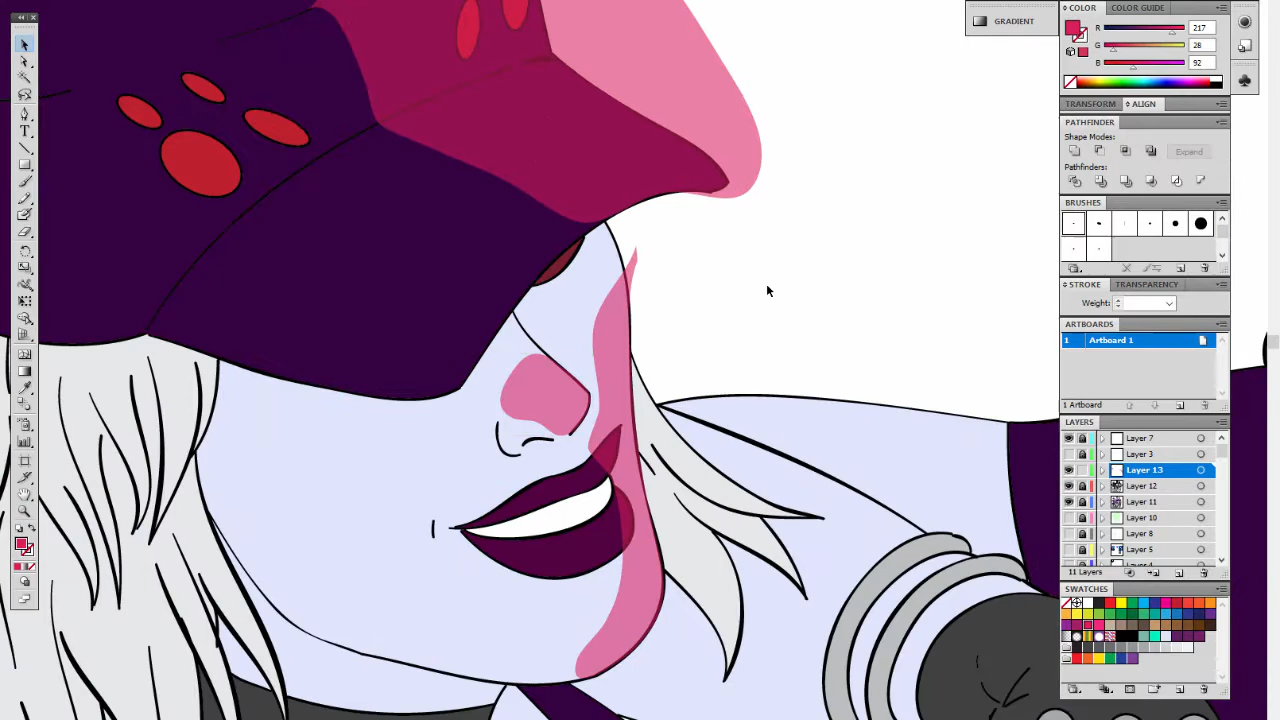 GRADIENT
COLOR COLOR GUIDE
R 217
G 28
B 92
TRANSFORM ALIGN
PATHFINDER
Shape Modes:
Expand
Pathfinders:
BRUSHES
STROKE TRANSPARENCY
Weight:
ARTBOARDS
1 Artboard 1
1 Artboard
LAYERS
Layer 7
Layer 3
Layer 13
Layer 12
Layer 11
Layer 10
Layer 8
Layer 5
11 Layers
SWATCHES